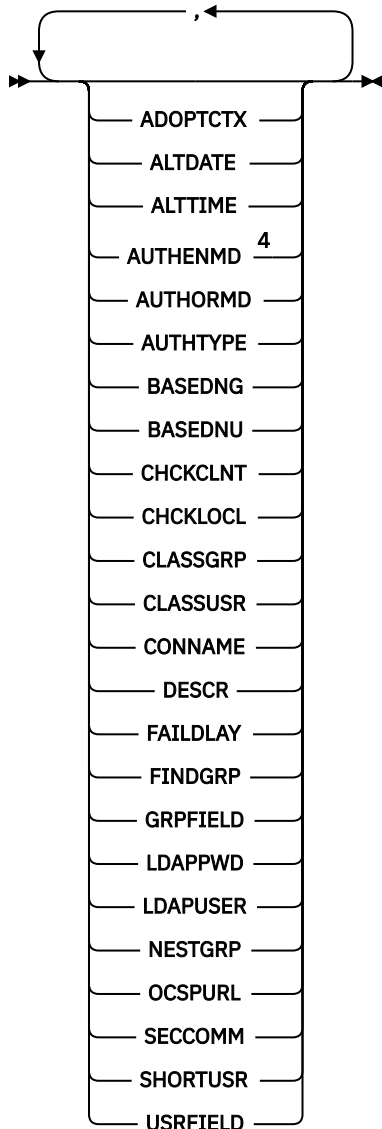 ,
ADOPTCTX
ALTDATE
ALTTIME
AUTHENMD 4
AUTHORMD
AUTHTYPE
BASEDNG
BASEDNU
CHCKCLNT
CHCKLOCL
CLASSGRP
CLASSUSR
CONNAME
DESCR
FAILDLAY
FINDGRP
GRPFIELD
LDAPPWD
LDAPUSER
NESTGRP
OCSPURL
SECCOMM
SHORTUSR
USRFIELD